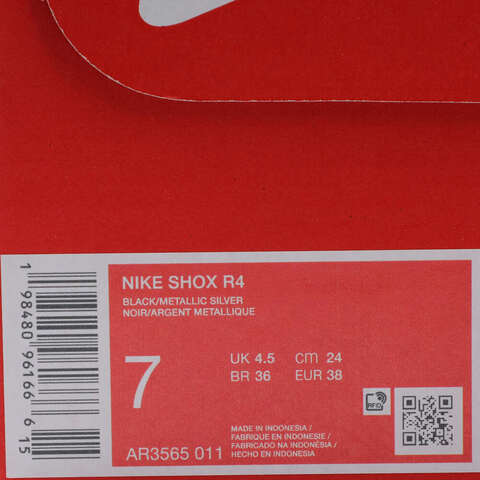 NIKE SHOX R4
BLACK/METALLIC SILVER
NOIR/ARGENT METALLIQUE
7
UK 4.5 cm 24
BR 36 EUR 38
RFID
AR3565 011
MADE IN INDONESIA /
FABRIQUE EN INDONESIE /
FABRICADO NA INDONÉSIA /
HECHO EN INDONESIA
1 98480 96166 6 15